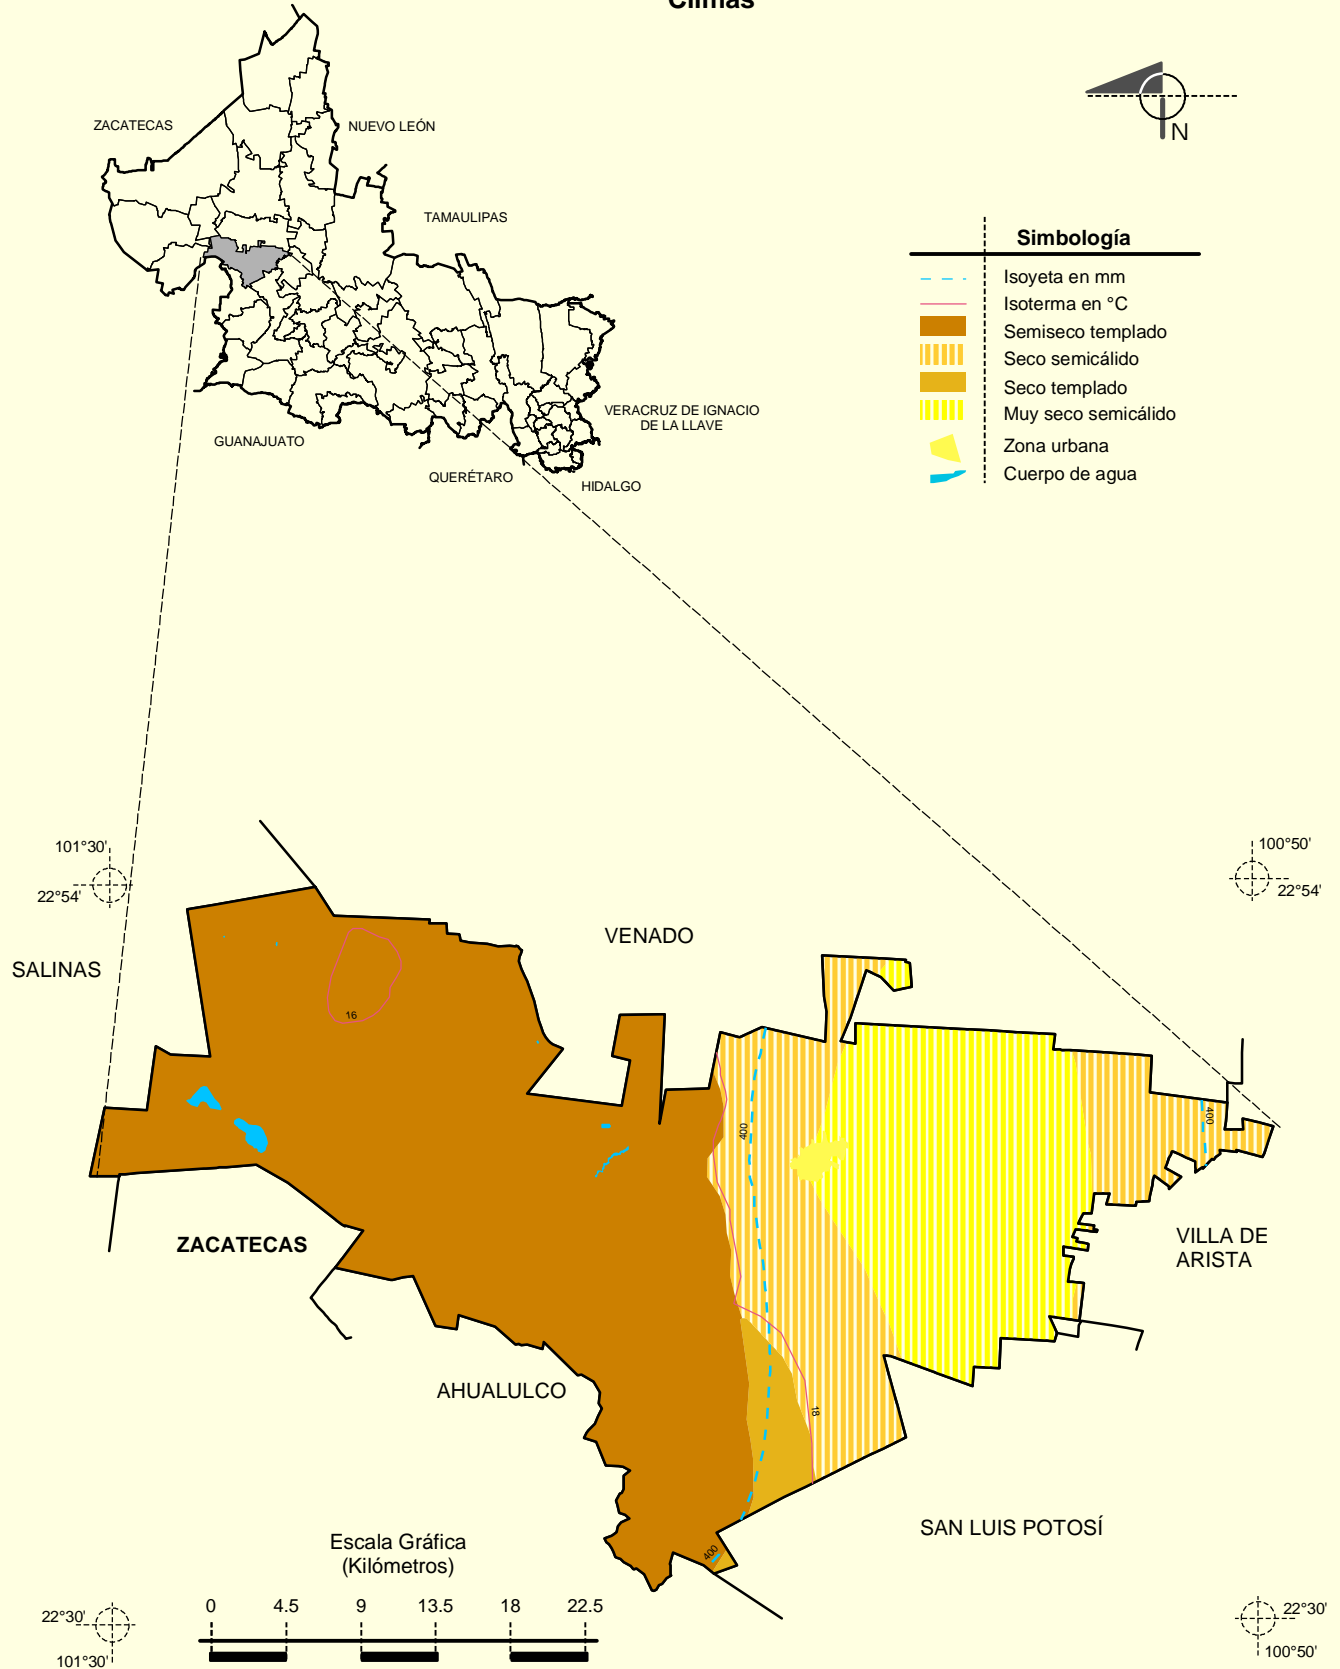 Climas
ZACATECAS
NUEVO LEÓN
TAMAULIPAS
VERACRUZ DE IGNACIO
DE LA LLAVE
GUANAJUATO
QUERÉTARO
HIDALGO
N
Simbología
Isoyeta en mm
Isoterma en °C
Semiseco templado
Seco semicálido
Seco templado
Muy seco semicálido
Zona urbana
Cuerpo de agua
101°30'
22°54'
100°50'
22°54'
SALINAS
VENADO
16
400
400
ZACATECAS
VILLA DE
ARISTA
AHUALULCO
18
400
SAN LUIS POTOSÍ
Escala Gráfica
(Kilómetros)
0 4.5 9 13.5 18 22.5
22°30'
101°30'
22°30'
100°50'